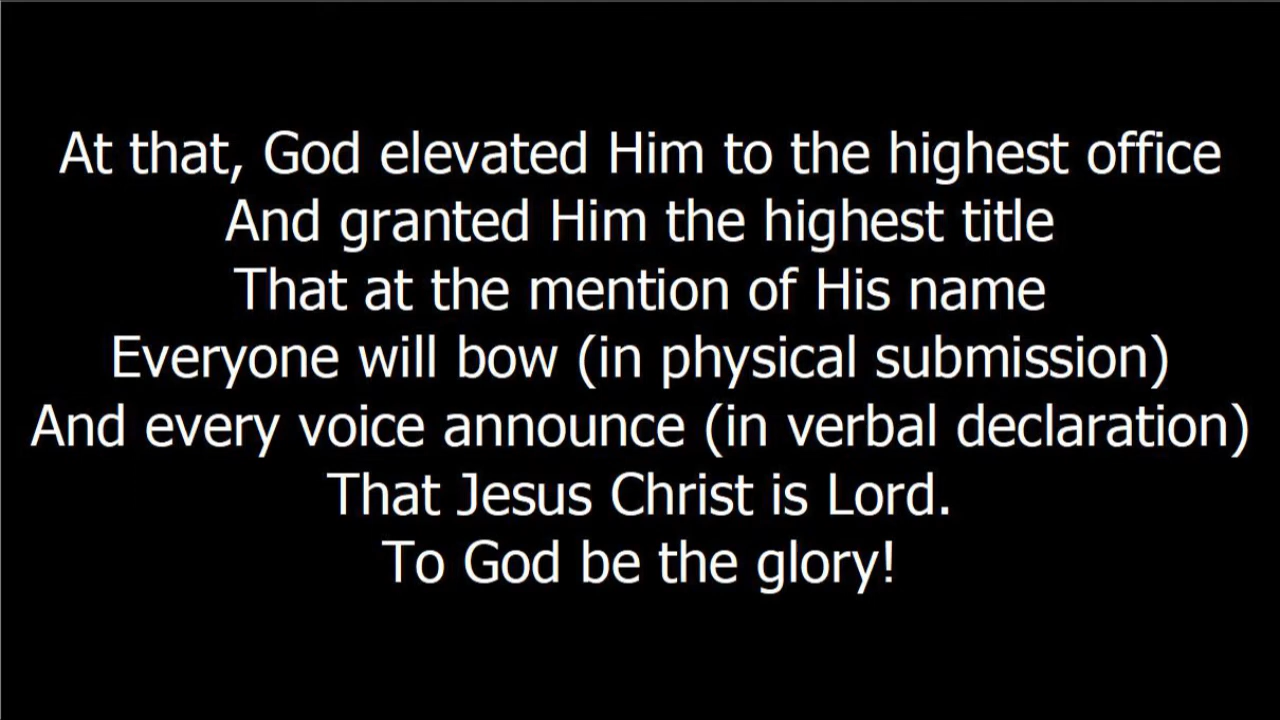 At that, God elevated Him to the highest office
And granted Him the highest title
That at the mention of His name
Everyone will bow (in physical submission)
And every voice announce (in verbal declaration)
That Jesus Christ is Lord.
To God be the glory!